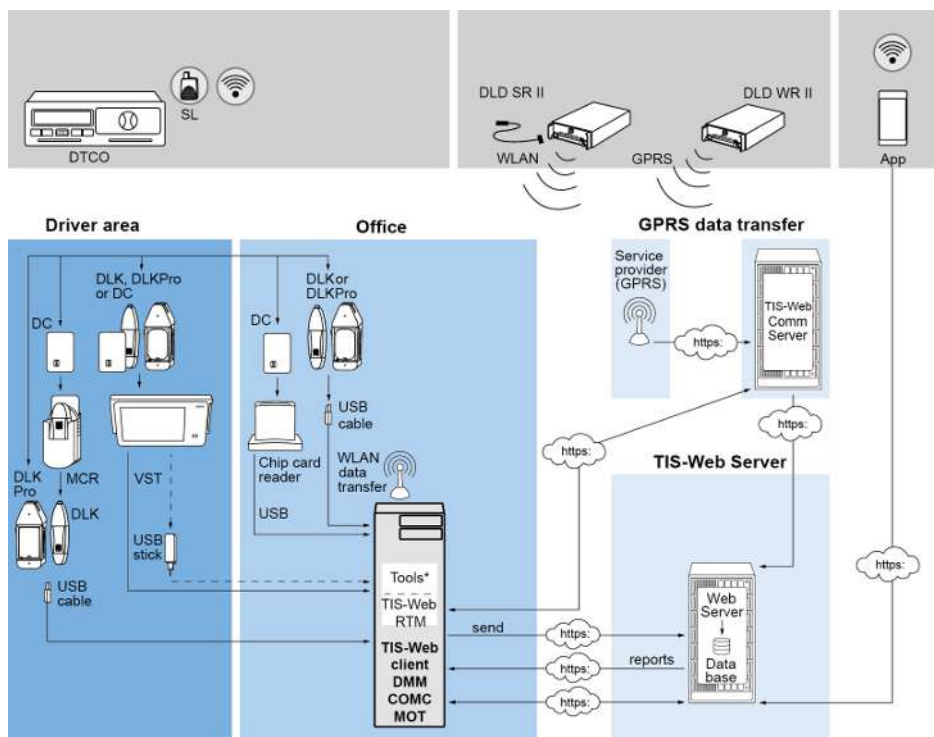 SL
DTCO
DLD SR II
WLAN
GPRS
DLD WR II
App
Driver area
DLK, DLKPro
or DC
DC
MCR
VST
DLK
Pro
DLK
USB
stick
USB
cable
Office
DLKor
DLKPro
DC
USB
cable
Chip card
reader
WLAN
data
transfer
USB
Tools*
TIS-Web
RTM
TIS-Web
client
DMM
COMC
MOT
GPRS data transfer
Service
provider
(GPRS)
https:
TIS-Web
Comm
Server
https:
https:
TIS-Web Server
https:
Web
Server
Data
base
send
https:
reports
https:
https: